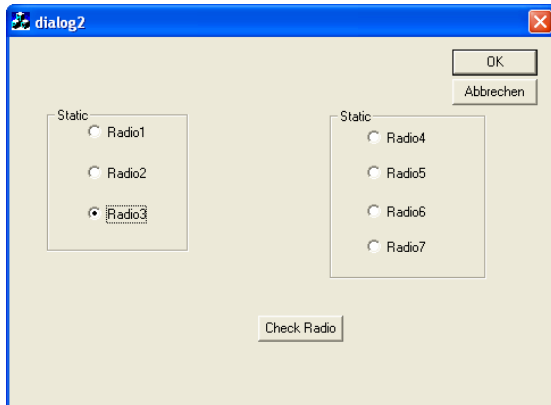 dialog2
OK
Abbrechen
Static
Radio1
Radio2
Radio3
Static
Radio4
Radio5
Radio6
Radio7
Check Radio